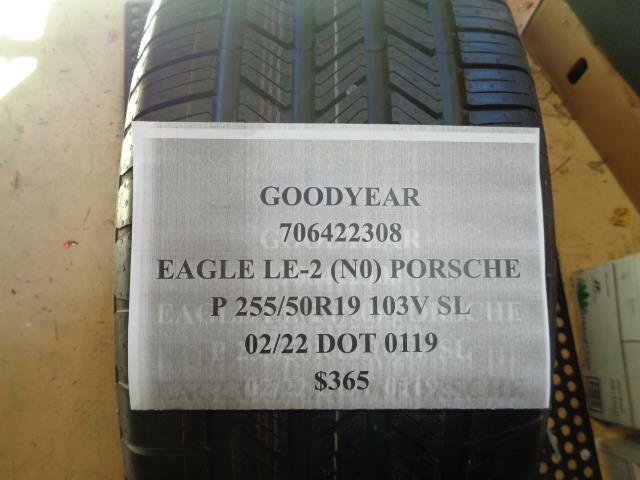 GOODYEAR
706422308
EAGLE LE-2 (N0) PORSCHE
P 255/50R19 103V SL
02/22 DOT 0119
$365